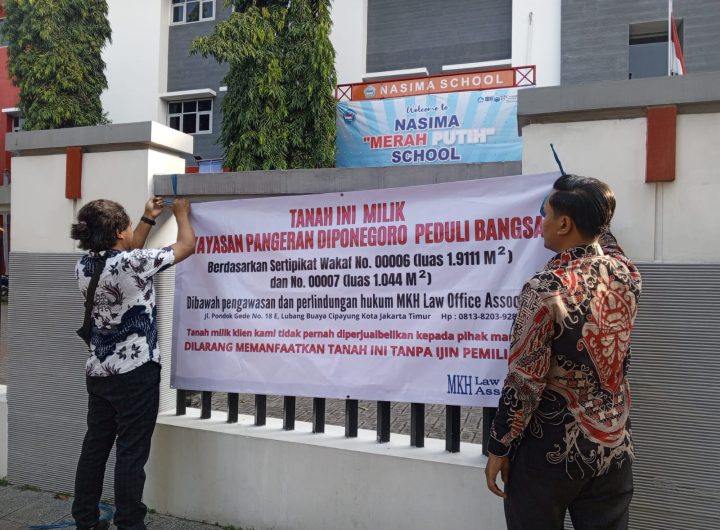 NASIMA SCHOOL
Welcome to
NASIMA
"MERAH PUTIH"
SCHOOL
TANAH INI MILIK
YAYASAN PANGERAN DIPONEGORO PEDULI BANGSA
Berdasarkan Sertipikat Wakaf No. 00006 (luas 1.9111 M²)
dan No. 00007 (luas 1.044 M²)
Dibawah pengawasan dan perlindungan hukum MKH Law Office Assoc
jl. Pondok Gede No. 18 E, Lubang Buaya Cipayung Kota Jakarta Timur Hp : 0813-8203-928
Tanah milik klien kami tidak pernah diperjualbelikan kepada pihak ma
DILARANG MEMANFAATKAN TANAH INI TANPA IJIN PEMILI
MKH Law
Asso